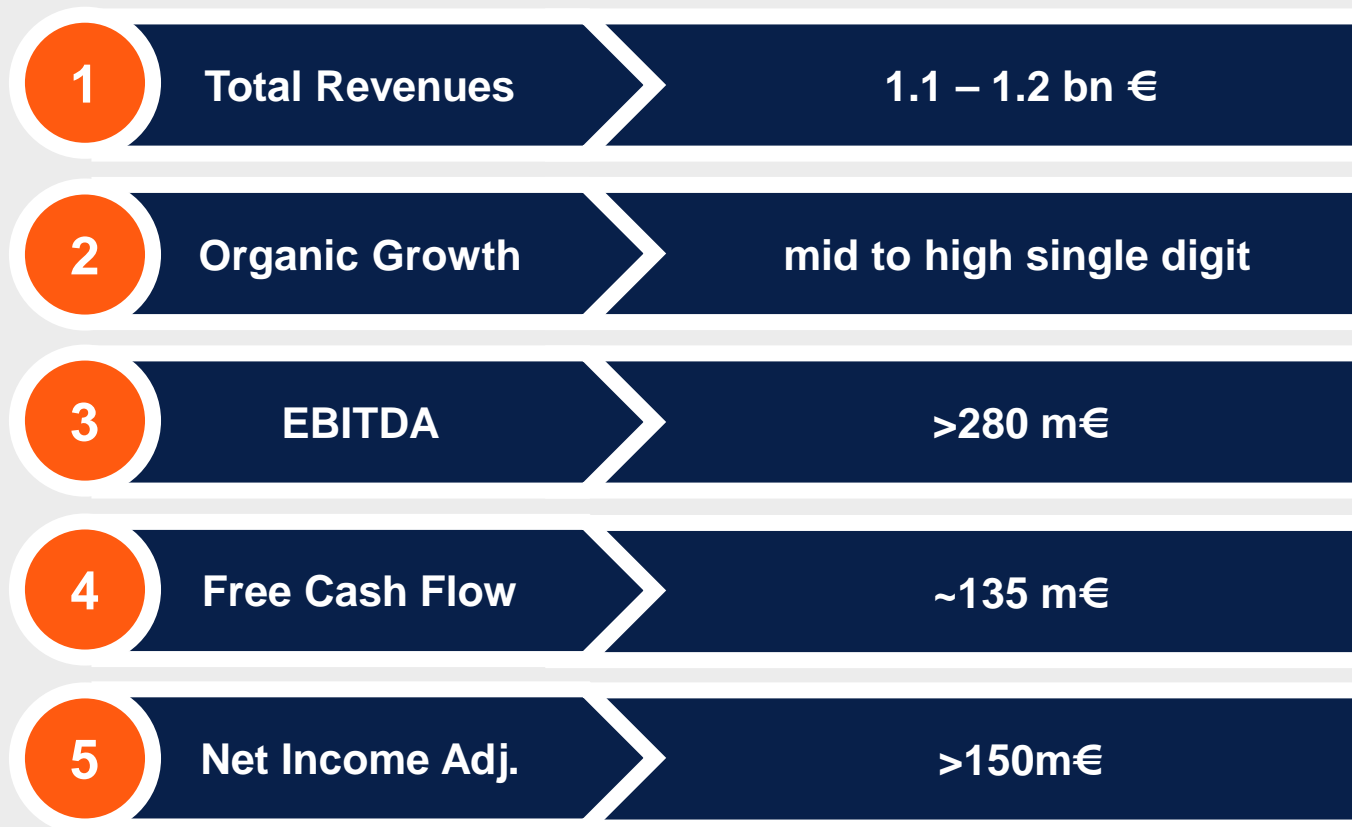 1 Total Revenues 1.1 – 1.2 bn €
2 Organic Growth mid to high single digit
3 EBITDA >280 m€
4 Free Cash Flow ~135 m€
5 Net Income Adj. >150m€